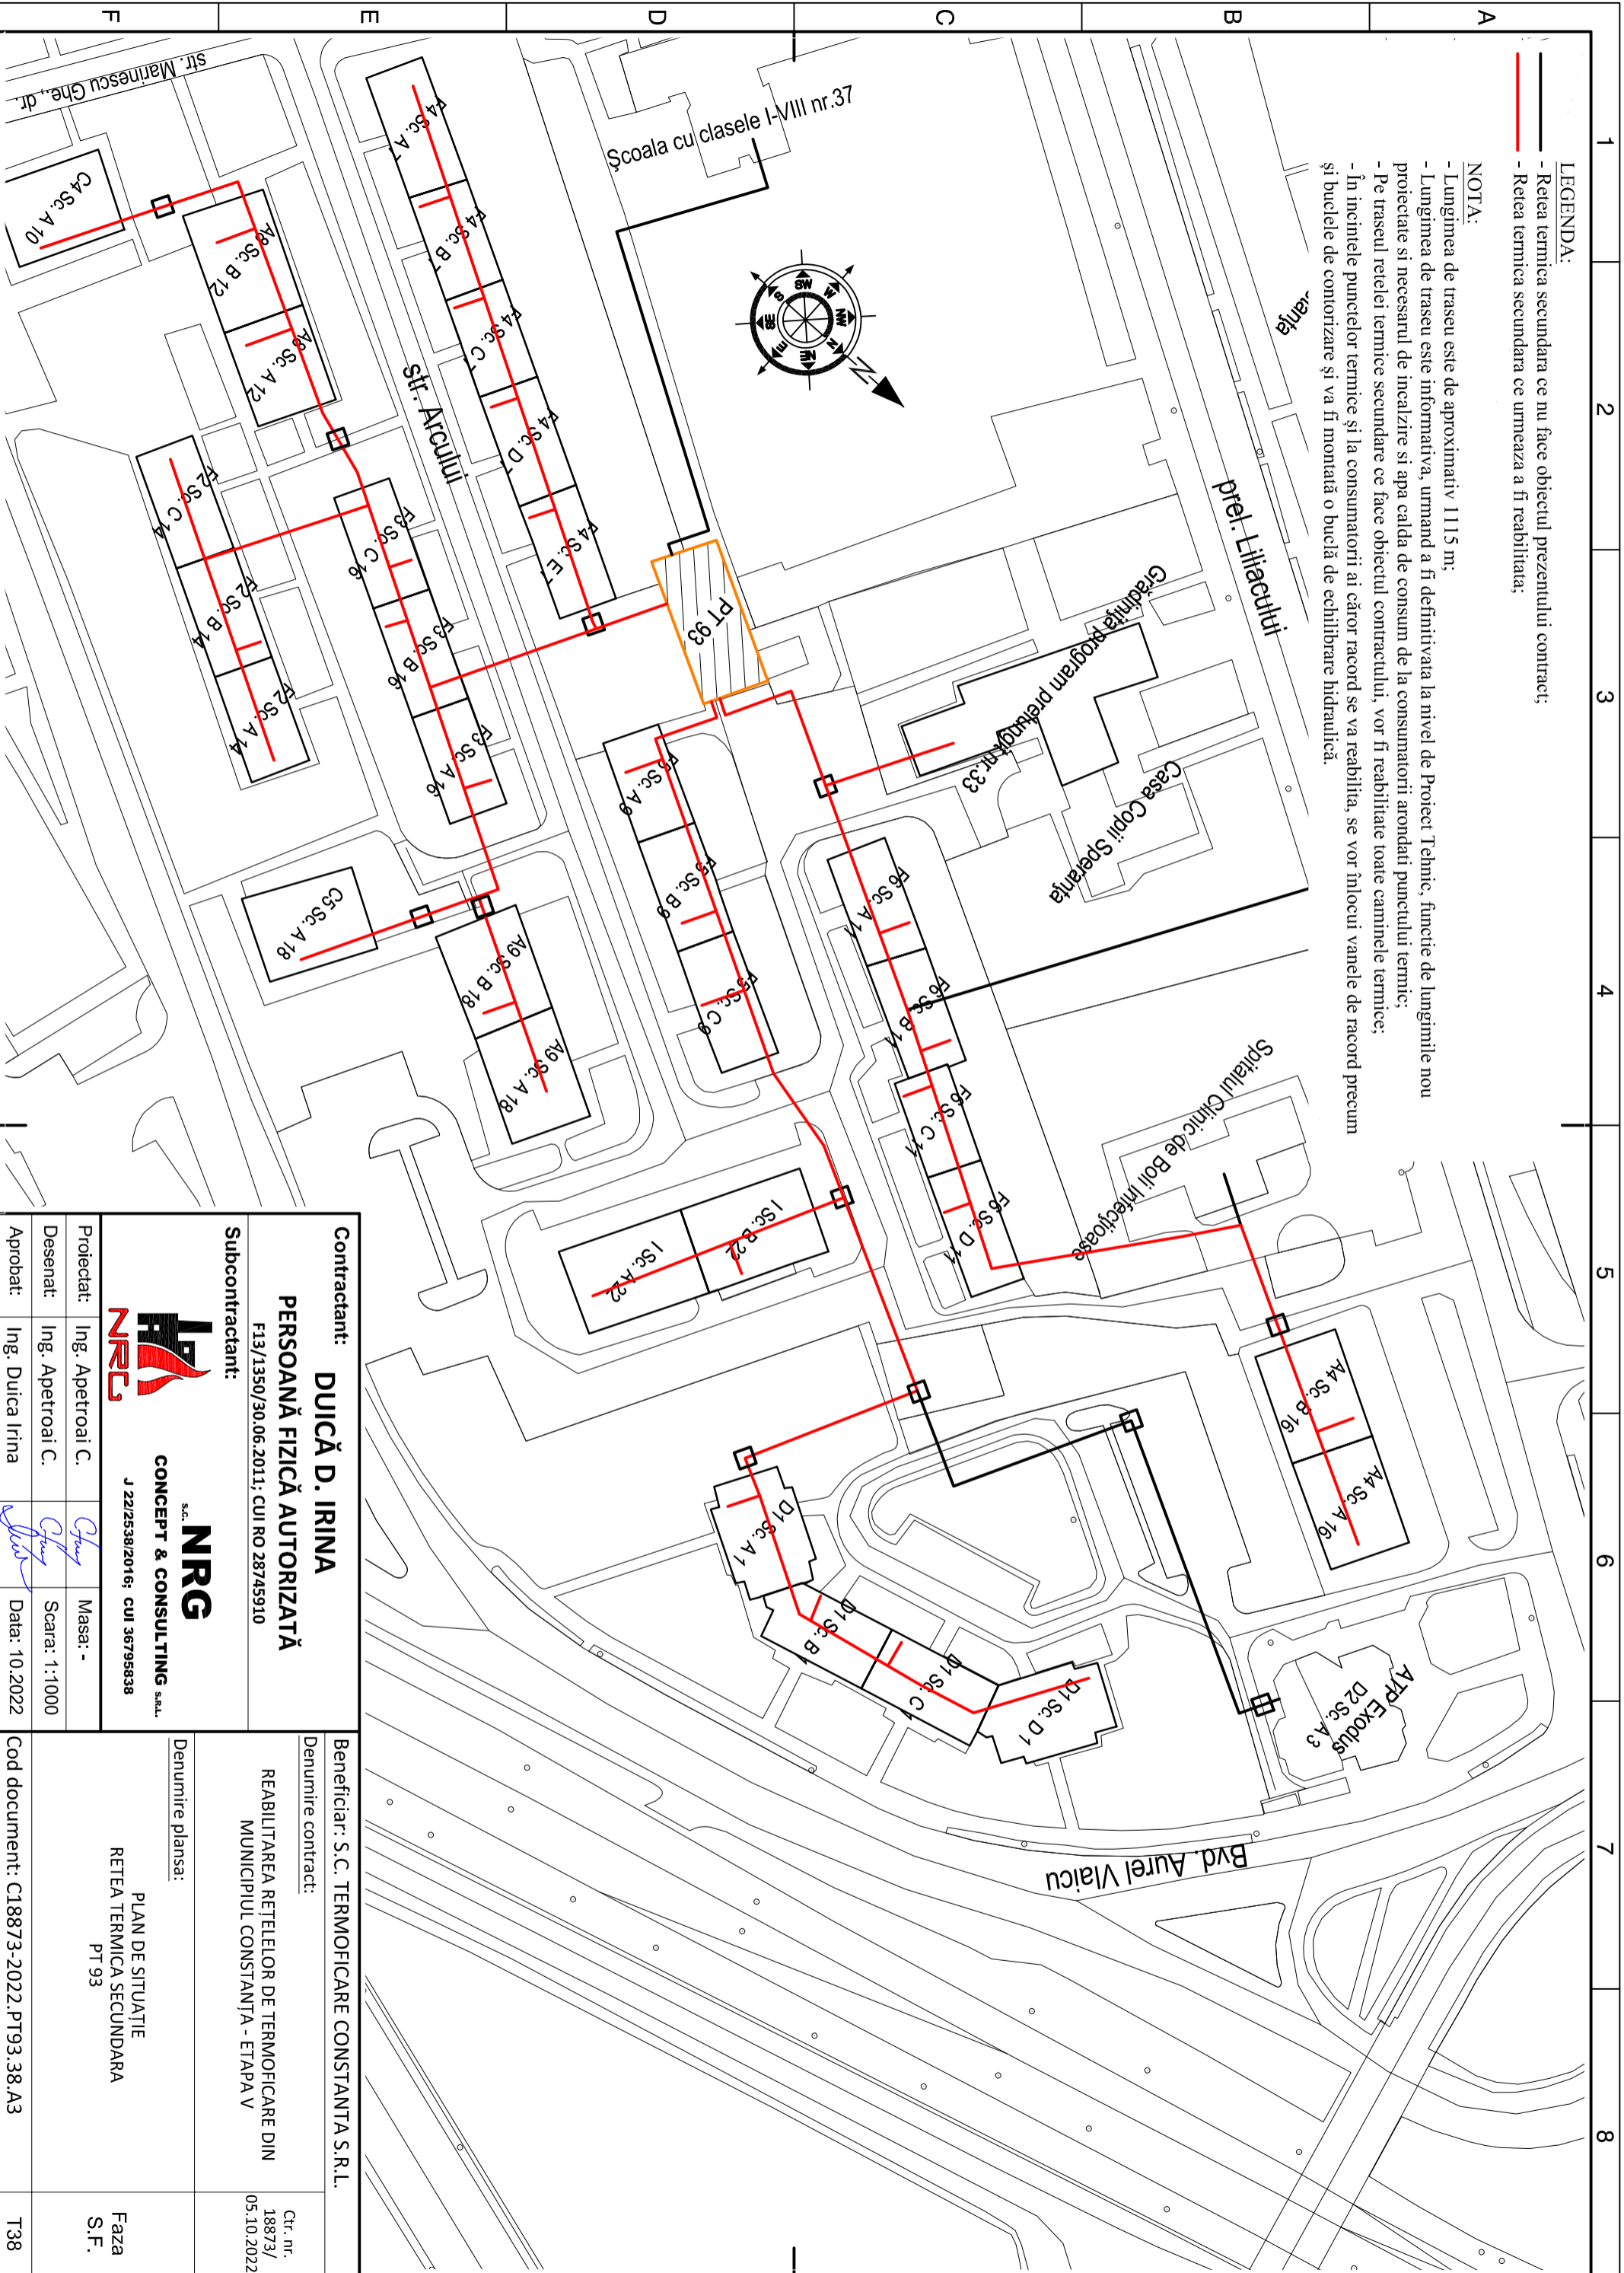 1
2
3
4
5
6
7
8
A
B
C
D
E
F
LEGENDA:
- Retea termica secundara ce nu face obiectul prezentului contract;
- Retea termica secundara ce urmeaza a fi reabilitata;
NOTA:
- Lungimea de traseu este de aproximativ 1115 m;
- Lungimea de traseu este informativa, urmand a fi definitivata la nivel de Proiect Tehnic, functie de lungimile nou
proiectate si necesarul de incalzire si apa calda de consum de la consumatorii arondati punctului termic;
- Pe traseul retelei termice secundare ce face obiectul contractului, vor fi reabilitate toate caminele termice;
- În incintele punctelor termice și la consumatorii ai căror racord se va reabilita, se vor înlocui vanele de racord precum
și buclele de contorizare și va fi montată o buclă de echilibrare hidraulică.
prel. Liliacului
Școala cu clasele I-VIII nr.37
SW
W
NW
N
NE
E
SE
S
N
Grădinița program prelungit nr.33
Casa Copii Speranța
Spitalul Clinic de Boli Infecțioase
PT 93
F4 Sc. A 7
F4 Sc. B 7
F4 Sc. C 7
F4 Sc. D 7
F4 Sc. E 7
str. Arcului
str. Marinescu Ghe., dr.
C4 Sc. A 10
A8 Sc. B 12
A8 Sc. A 12
F2 Sc. C 14
F2 Sc. B 14
F2 Sc. A 14
F3 Sc. C 16
F3 Sc. B 16
F3 Sc. A 16
C5 Sc. A 18
A9 Sc. B 18
A9 Sc. A 18
F5 Sc. A 9
F5 Sc. B 9
F5 Sc. C 9
F6 Sc. A 11
F6 Sc. B 11
F6 Sc. C 11
F6 Sc. D 11
I Sc. B 22
I Sc. A 22
A4 Sc. B 16
A4 Sc. A 16
D1 Sc. A 1
D1 Sc. B 1
D1 Sc. C 1
D1 Sc. D 1
ATP Exodus
D2 Sc. A 3
Bvd. Aurel Vlaicu
Contractant:
DUICĂ D. IRINA
PERSOANĂ FIZICĂ AUTORIZATĂ
F13/1350/30.06.2011; CUI RO 28745910
Subcontractant:
NRG
s.c. NRG
CONCEPT & CONSULTING s.r.l.
J 22/2538/2016; CUI 36795838
Proiectat: Ing. Apetroai C. Masa: -
Desenat: Ing. Apetroai C. Scara: 1:1000
Aprobat: Ing. Duica Irina Data: 10.2022
Beneficiar: S.C. TERMOFICARE CONSTANTA S.R.L.
Denumire contract:
REABILITAREA REȚELELOR DE TERMOFICARE DIN
MUNICIPIUL CONSTANȚA - ETAPA V
Ctr. nr.
18873/
05.10.2022
Denumire plansa:
PLAN DE SITUAȚIE
RETEA TERMICA SECUNDARA
PT 93
Faza
S.F.
Cod document: C18873-2022.PT93.38.A3
T38